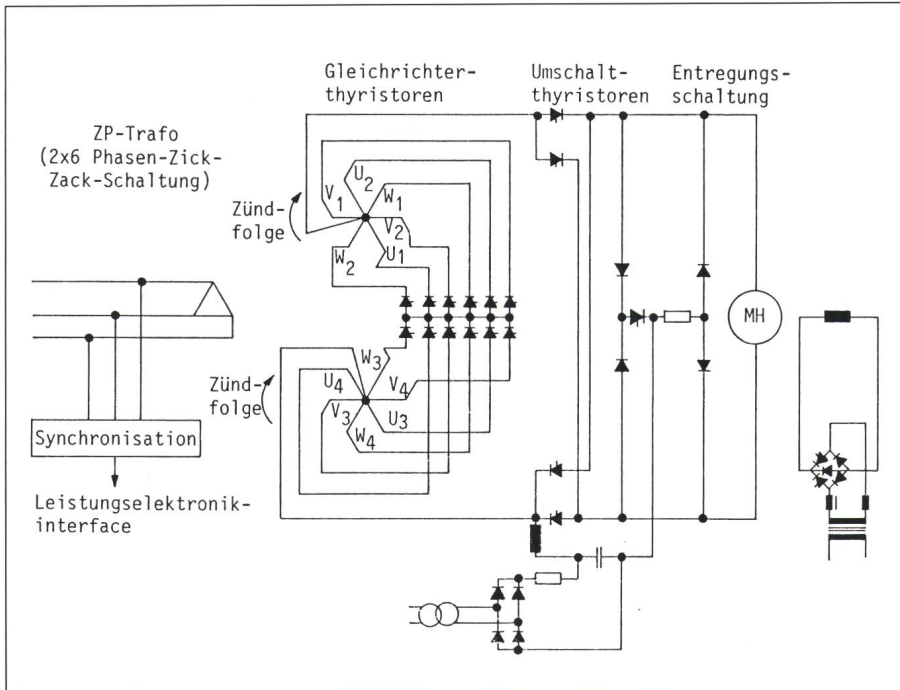 Gleichrichter-
thyristoren
Umschalt-
thyristoren
Entregungs-
schaltung
ZP-Trafo
(2x6 Phasen-Zick-
Zack-Schaltung)
Zünd-
folge
V1
U2
W1
V2
U1
W2
MH
Zünd-
folge
W3
U4
V4
V3
U3
W4
Synchronisation
Leistungselektronik-
interface